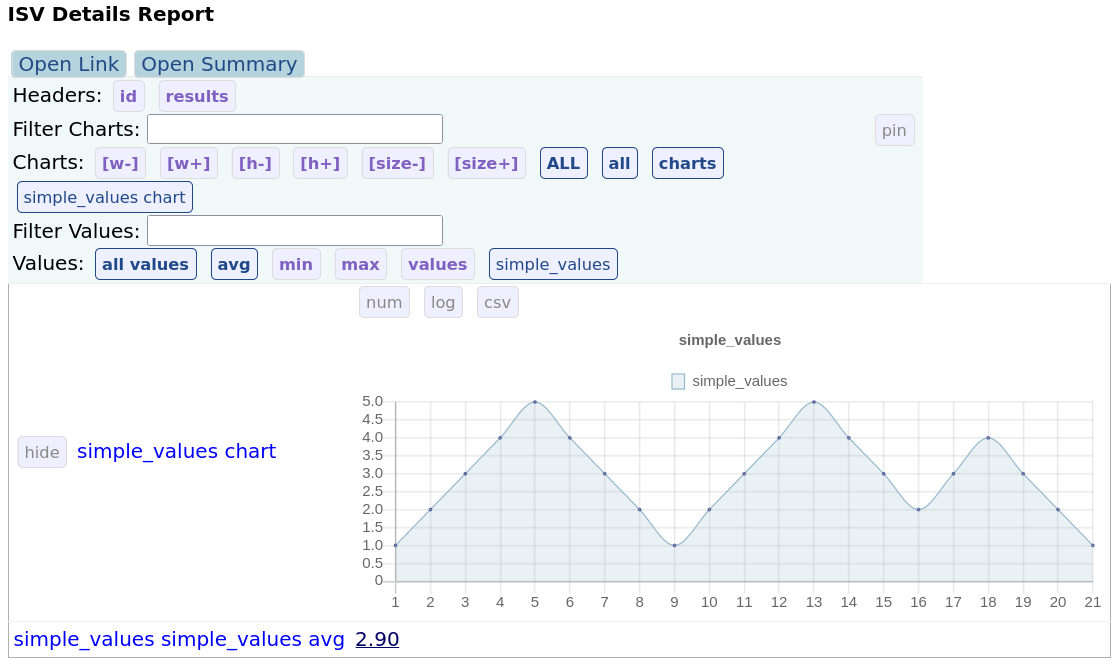 ISV Details Report
Open Link Open Summary
Headers: id results
Filter Charts:
pin
Charts: [w-] [w+] [h-] [h+] [size-] [size+] ALL all charts
simple_values chart
Filter Values:
Values: all values avg min max values simple_values
num log csv
simple_values
simple_values
5.0
4.5
4.0
3.5
3.0
2.5
2.0
1.5
1.0
0.5
0
1 2 3 4 5 6 7 8 9 10 11 12 13 14 15 16 17 18 19 20 21
hide simple_values chart
simple_values simple_values avg 2.90